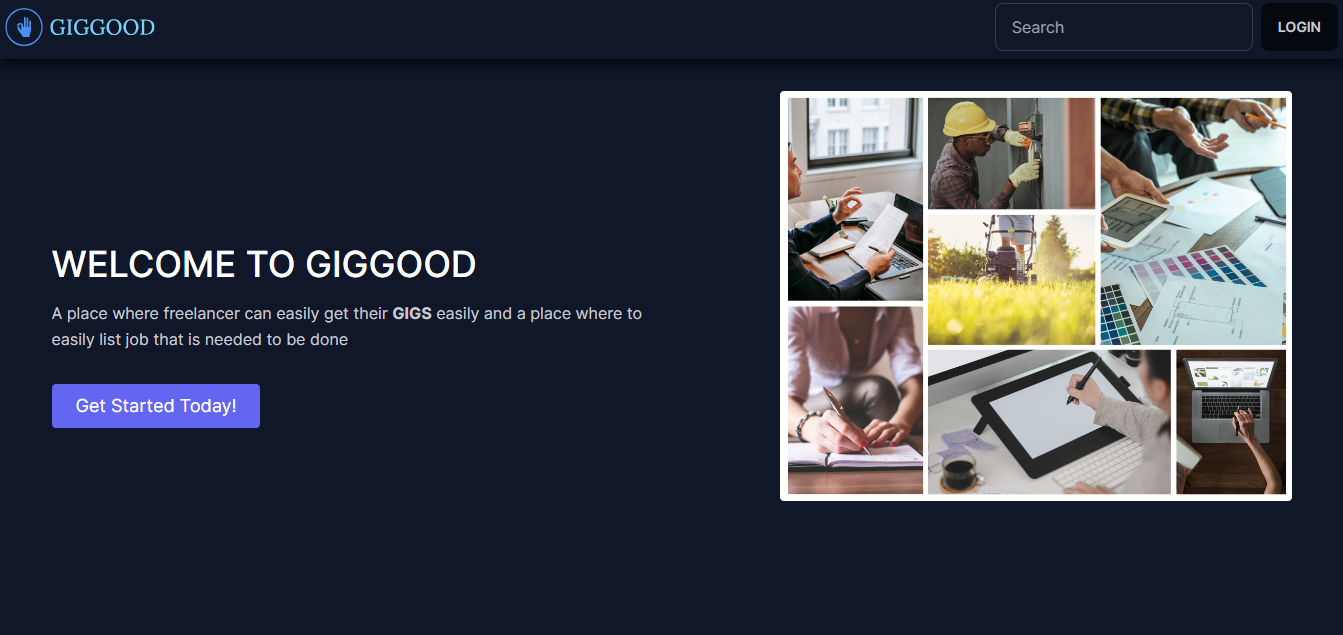 GIGGOOD
Search
LOGIN
WELCOME TO GIGGOOD
A place where freelancer can easily get their GIGS easily and a place where to
easily list job that is needed to be done
Get Started Today!